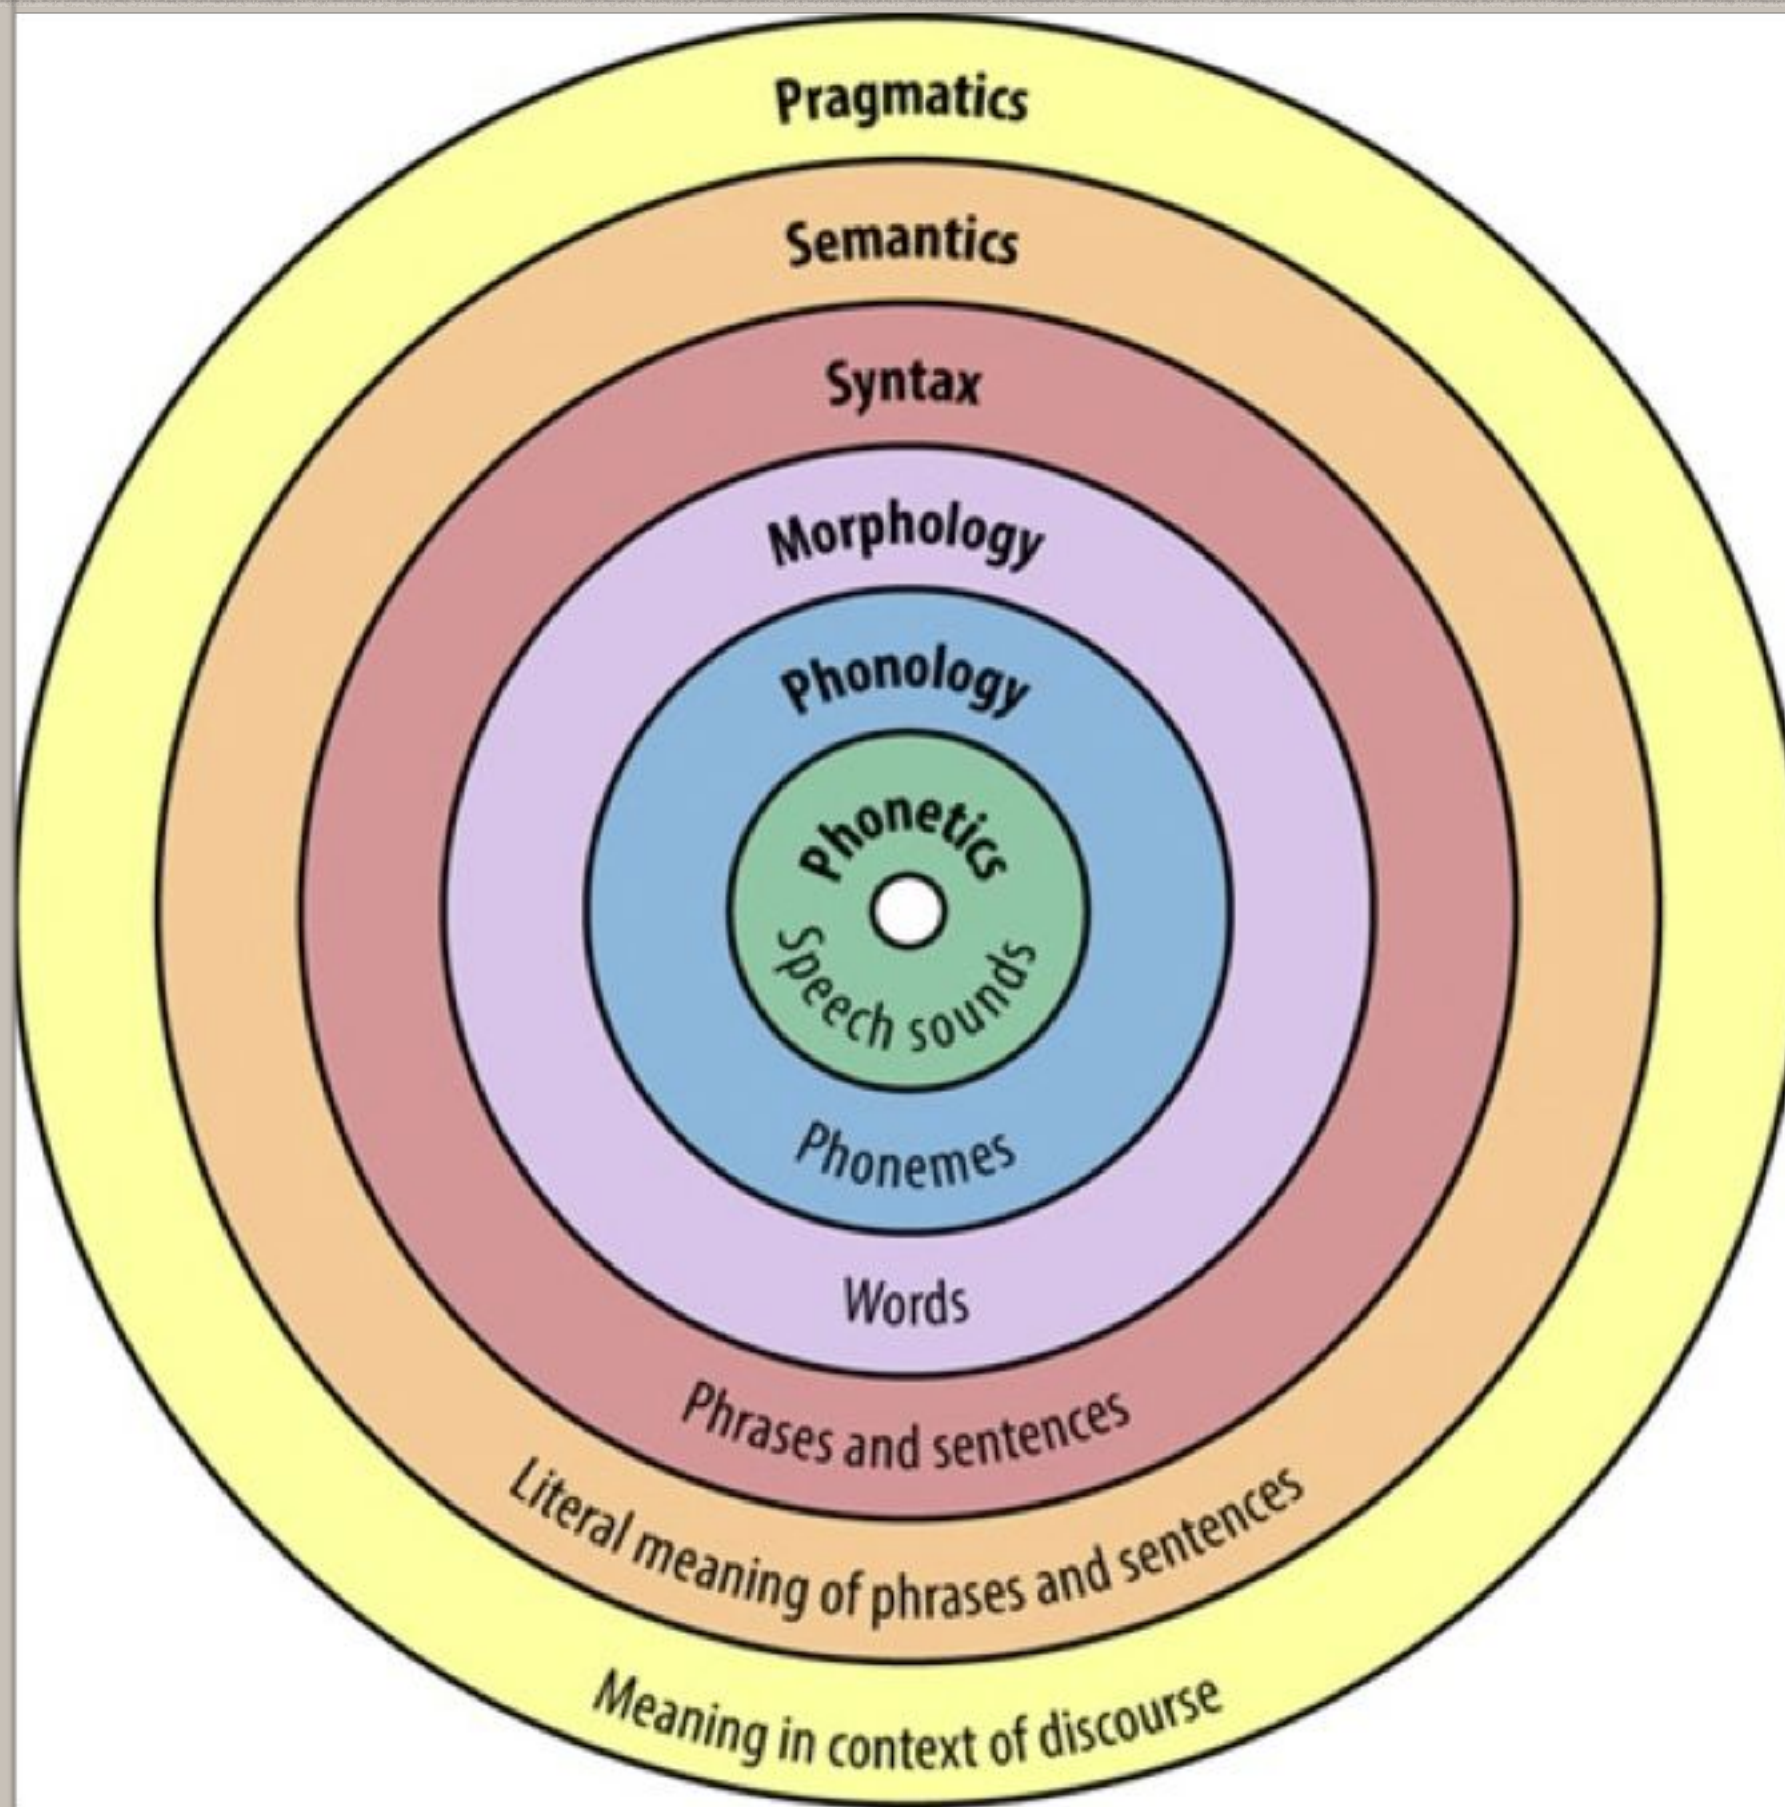 Pragmatics
Semantics
Syntax
Morphology
Phonology
Phonetics
Speech sounds
Phonemes
Words
Phrases and sentences
Literal meaning of phrases and sentences
Meaning in context of discourse